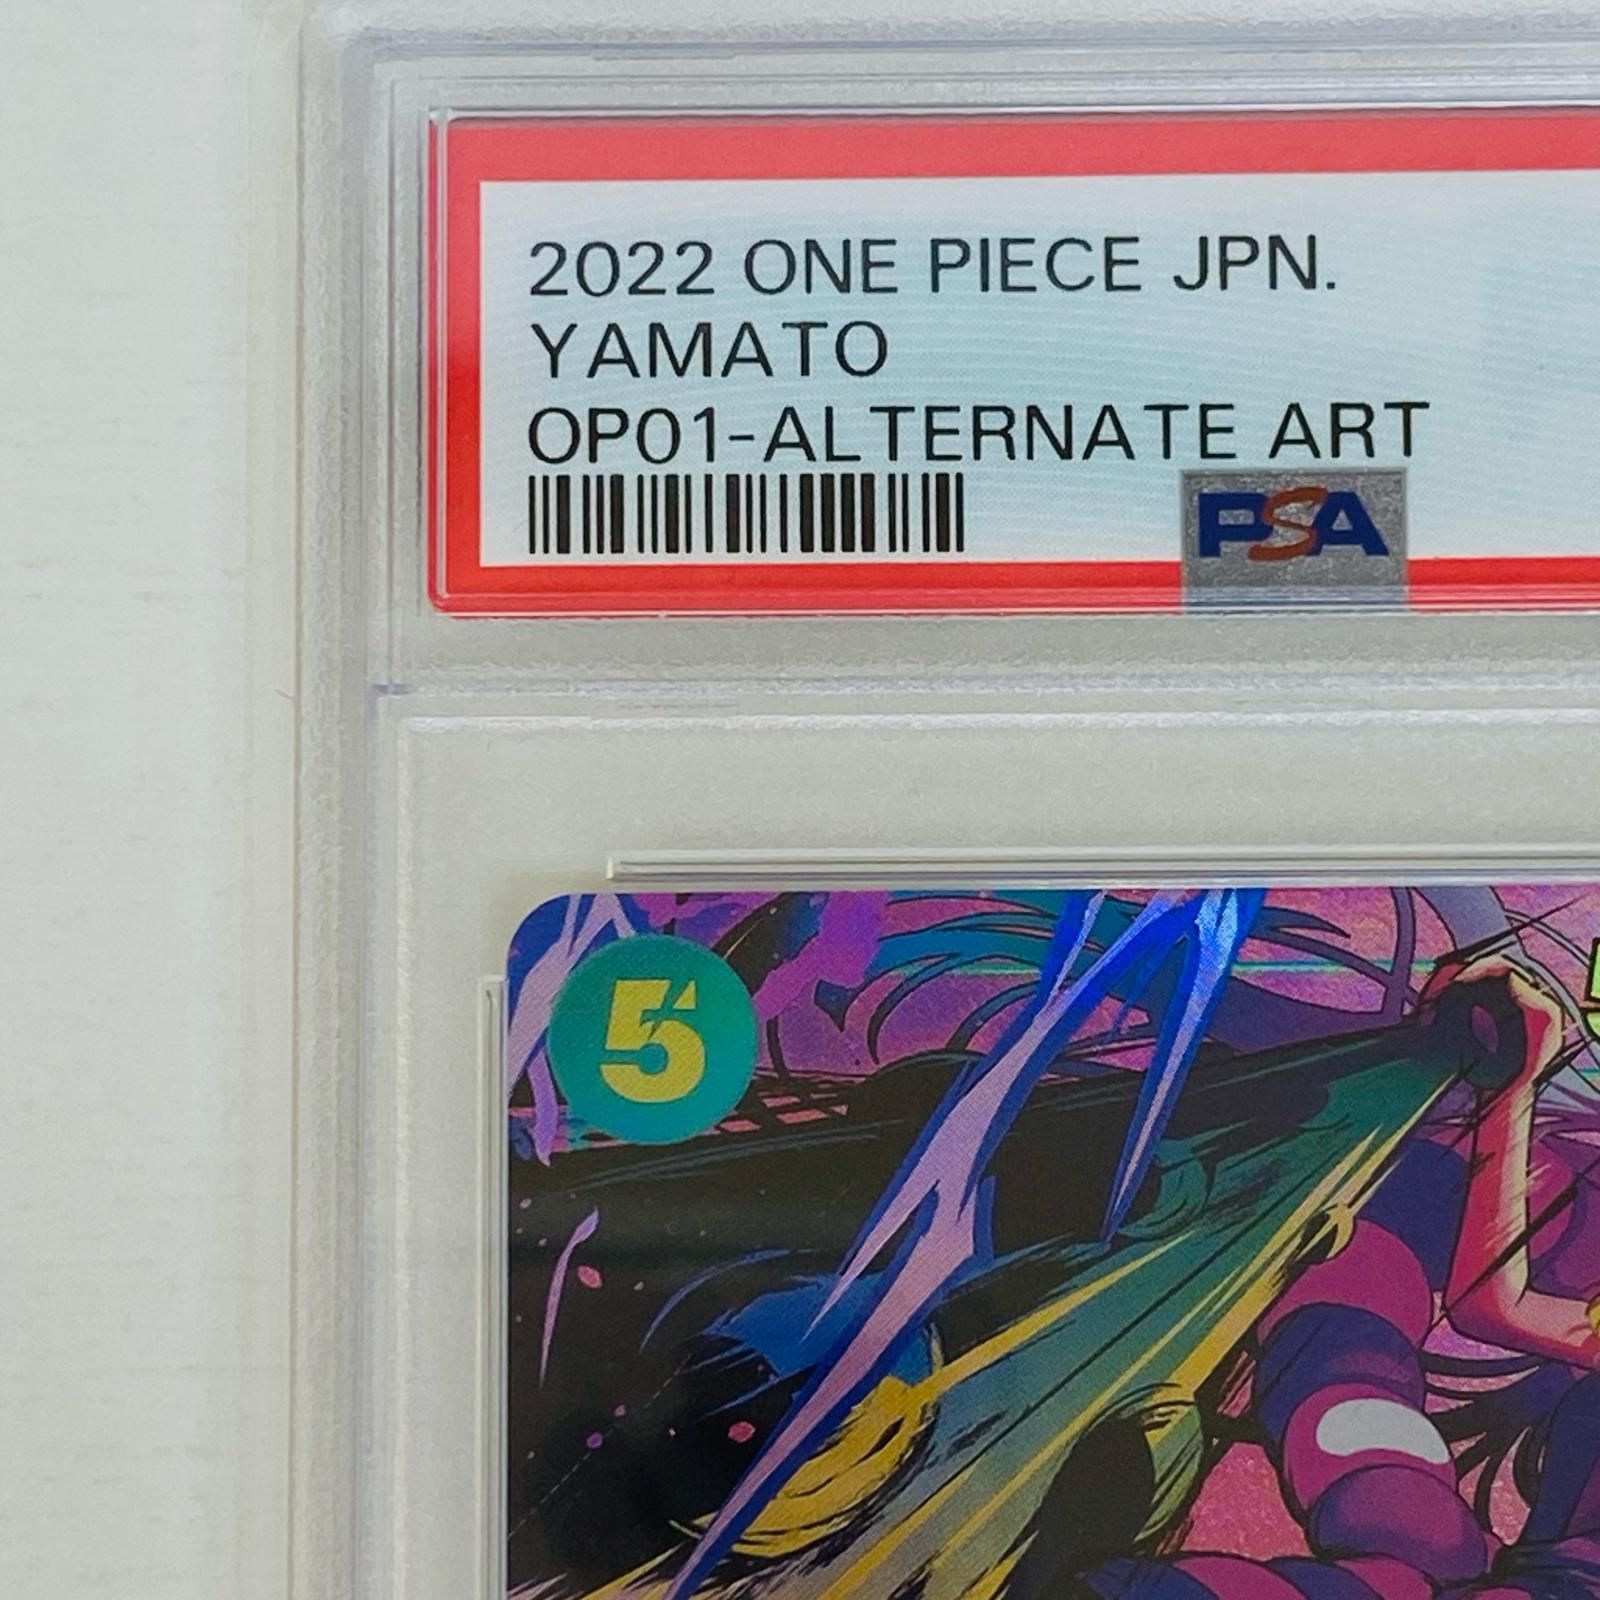 2022 ONE PIECE JPN.
YAMATO
OP01-ALTERNATE ART
PSA
5